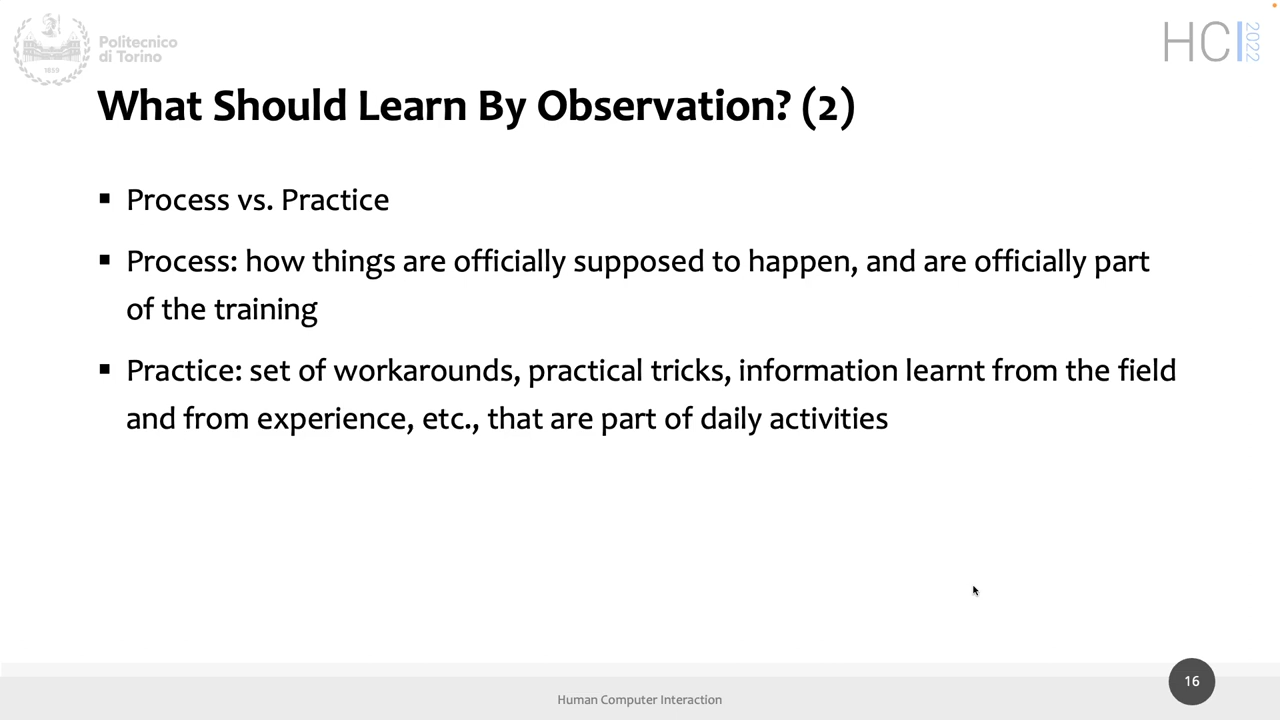 Politecnico
di Torino
1859
HCI 2022
What Should Learn By Observation? (2)
▪ Process vs. Practice
▪ Process: how things are officially supposed to happen, and are officially part
of the training
▪ Practice: set of workarounds, practical tricks, information learnt from the field
and from experience, etc., that are part of daily activities
Human Computer Interaction
16